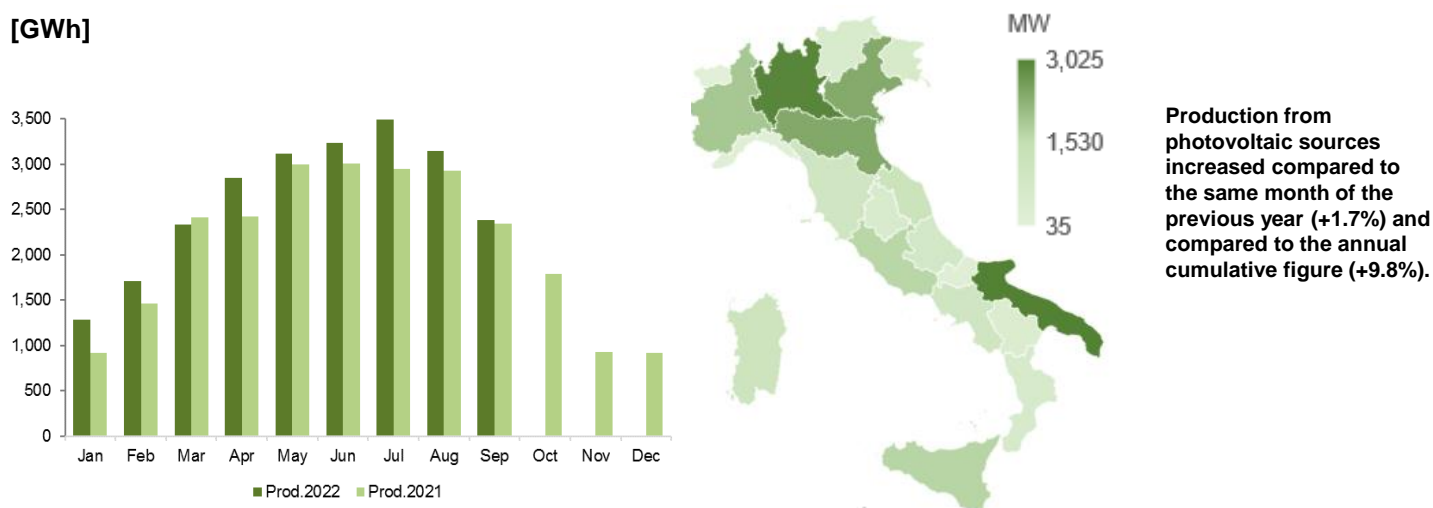 [GWh]
3,500
3,000
2,500
2,000
1,500
1,000
500
0
Jan Feb Mar Apr May Jun Jul Aug Sep Oct Nov Dec
Prod.2022 Prod.2021
MW
3,025
1,530
35
Production from
photovoltaic sources
increased compared to
the same month of the
previous year (+1.7%) and
compared to the annual
cumulative figure (+9.8%).